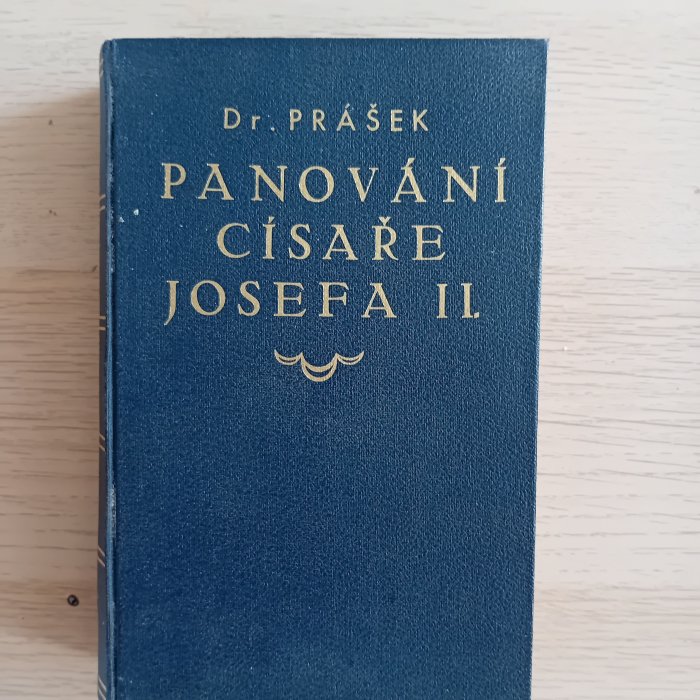 Dr. PRÁŠEK
PANOVÁNÍ
CÍSAŘE
JOSEFA II.